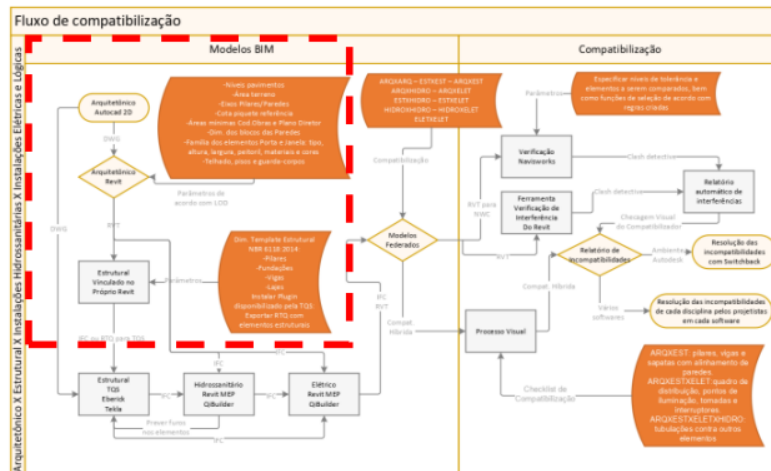 Fluxo de compatibilização
Modelos BIM
Compatibilização
Arquitetônico X Estrutural X Instalações Hidrossanitárias X Instalações Elétricas e Lógicas
Arquitetônico
Autocad 2D
DWG
-Níveis pavimentos
-Área terreno
-Eixos Pilares/Paredes
-Cota piquete referência
-Áreas mínimas Cod.Obras e Plano Diretor
-Dim. dos blocos das Paredes
-Família dos elementos Porta e Janela: tipo,
altura, largura, peitoril, materiais e cores
-Telhado, pisos e guarda-corpos
Arquitetônico
Revit
Parâmetros de
acordo com LOD
DWG
RVT
Estrutural
Vinculado no
Próprio Revit
Parâmetros
Dim. Template Estrutural
NBR 6118:2014:
-Pilares
-Fundações
-Vigas
-Lajes
Instalar Plugin
disponibilizado pela TQS
Exportar RTQ com
elementos estruturais
IFC ou RTQ para TQS
IFC
IFC
RVT
Estrutural
TQS
Eberick
Tekla
IFC
Hidrossanitário
Revit MEP
QiBuilder
IFC
Elétrico
Revit MEP
QiBuilder
IFC
Prever Furos
nos elementos
IFC
ARQXARQ – ESTXEST – ARQXEST
ARQXHIDRO – ARQXELET
ESTXHIDRO – ESTXELET
HIDROXHIDRO – HIDROXELET
ELETXELET
Compatibilização
Modelos
Federados
RVT para
NWC
RVT
Compat.
Híbrida
Especificar níveis de tolerância e
elementos a serem comparados, bem
como funções de seleção de acordo com
regras criadas
Parâmetros
Verificação
Navisworks
Clash detective
Ferramenta
Verificação de
Interferência
Do Revit
Clash detective
Relatório
automático de
interferências
Checagem Visual
do Compatibilizador
Relatório de
Incompatibilidades
Ambiente
Autodesk
Resolução das
incompatibilidades
com Switchback
Compat. Híbrida
Vários
softwares
Resolução das incompatibilidades
de cada disciplina pelos projetistas
em cada software
Processo Visual
Checklist de
Compatibilização
ARQXEST: pilares, vigas e
sapatas com alinhamento de
paredes.
ARQXESTXELET:quadro de
distribuição, pontos de
iluminação, tomadas e
interruptores.
ARQXESTXELETXHIDRO:
tubulações contra outros
elementos